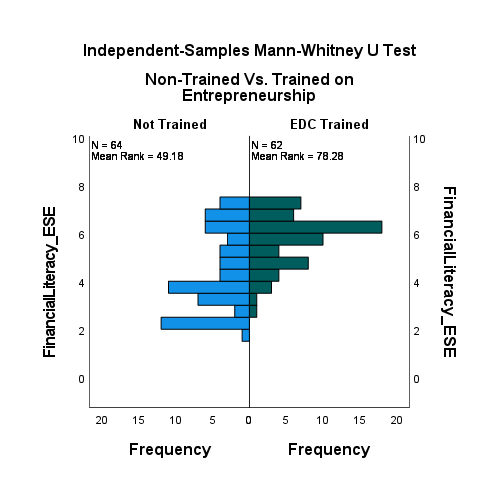 Independent-Samples Mann-Whitney U Test
Non-Trained Vs. Trained on
Entrepreneurship
Not Trained
EDC Trained
N = 64
Mean Rank = 49.18
N = 62
Mean Rank = 78.28
FinancialLiteracy_ESE
10
8
6
4
2
0
10
8
6
4
2
0
FinancialLiteracy_ESE
20 15 10 5 0 5 10 15 20
Frequency
Frequency